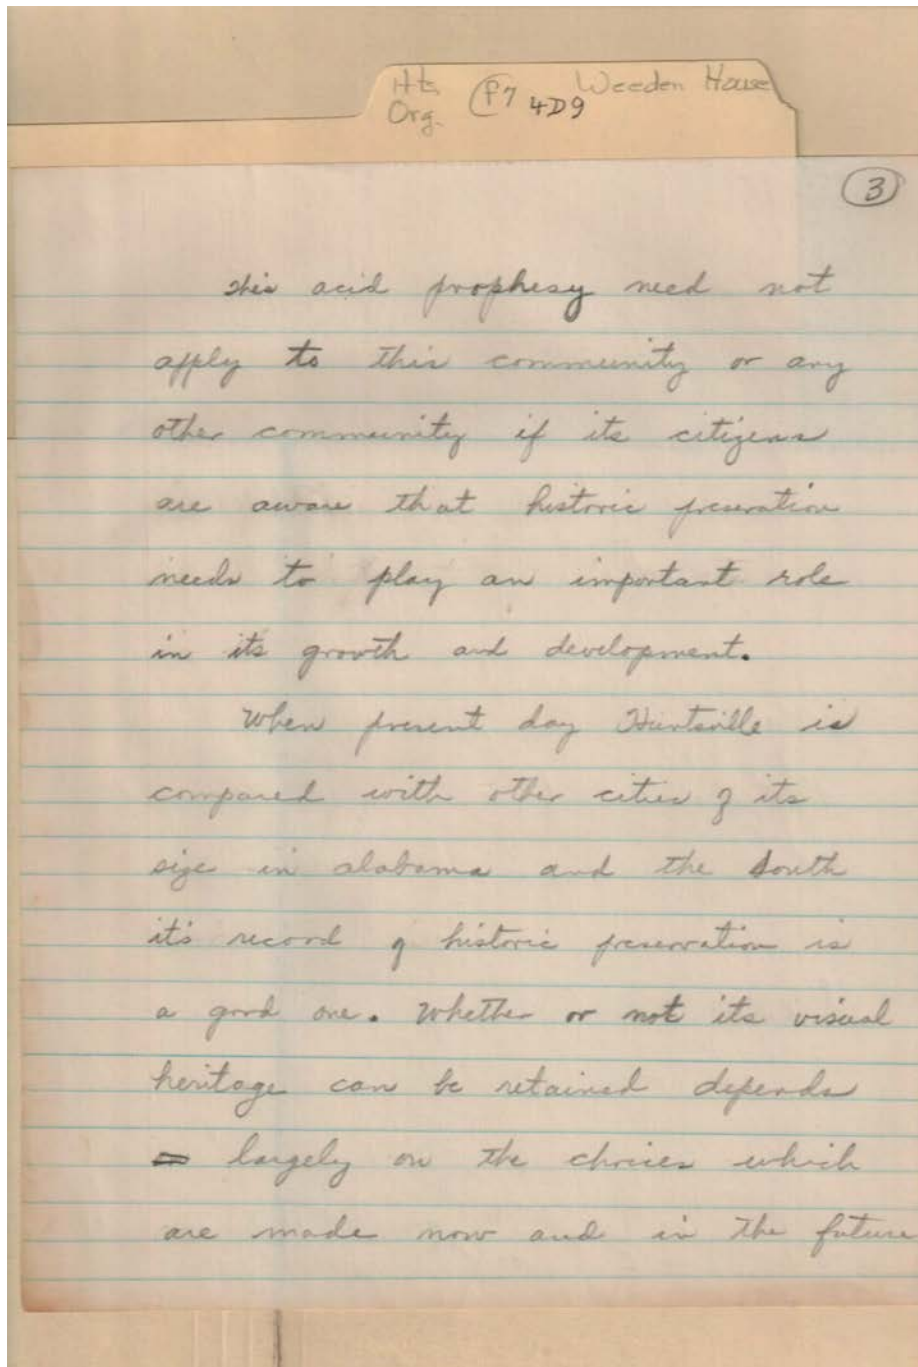 Hts. Weeden House
Org. (F7 4D9
3
This acid prophesy need not
apply to this community or any
other community if its citizens
are aware that historic preservation
needs to play an important role
in its growth and development.
When present day Huntsville is
compared with other cities of its
size in alabama and the South
it's record of historic preservation is
a good one. Whether or not its visual
heritage can be retained depends
largely on the choices which
are made now and in the future